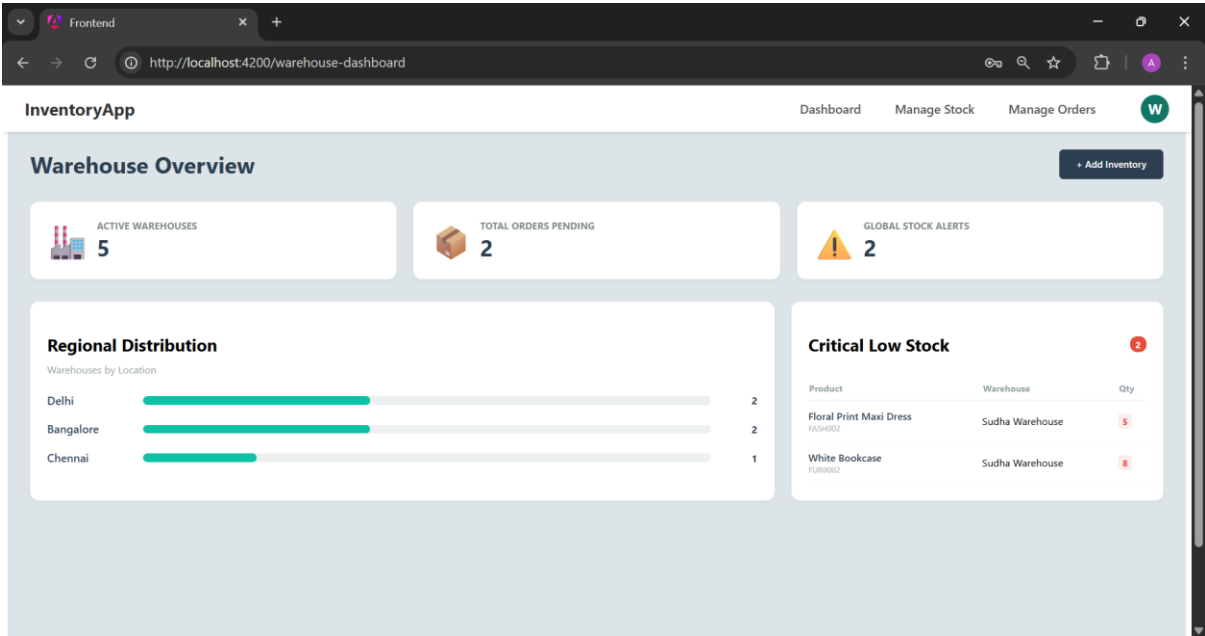 Frontend
http://localhost:4200/warehouse-dashboard
A
InventoryApp
Dashboard Manage Stock Manage Orders W
Warehouse Overview
+ Add Inventory
ACTIVE WAREHOUSES
5
TOTAL ORDERS PENDING
2
GLOBAL STOCK ALERTS
2
Regional Distribution
Warehouses by Location
Delhi 2
Bangalore 2
Chennai 1
Critical Low Stock 2
Product Warehouse Qty
Floral Print Maxi Dress Sudha Warehouse 5
FASH002
White Bookcase Sudha Warehouse 8
FUR0002